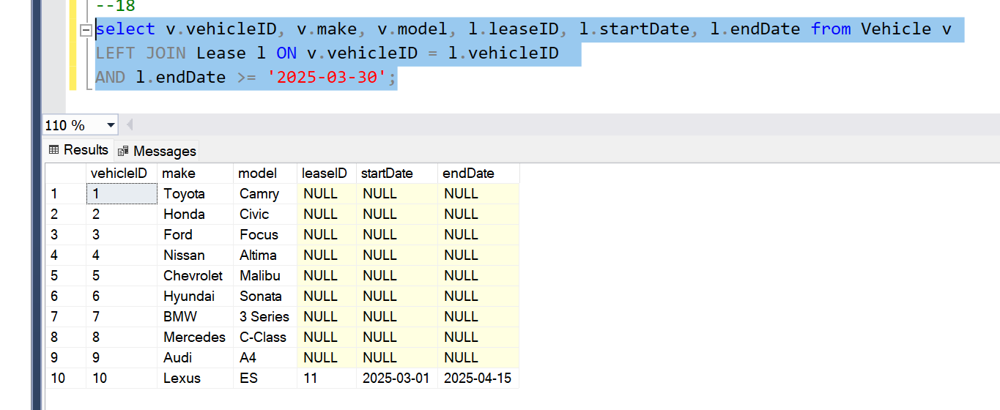 --18
select v.vehicleID, v.make, v.model, l.leaseID, l.startDate, l.endDate from Vehicle v
LEFT JOIN Lease l ON v.vehicleID = l.vehicleID
AND l.endDate >= '2025-03-30';
110 %
Results Messages
vehicleID make model leaseID startDate endDate
1 1 Toyota Camry NULL NULL NULL
2 2 Honda Civic NULL NULL NULL
3 3 Ford Focus NULL NULL NULL
4 4 Nissan Altima NULL NULL NULL
5 5 Chevrolet Malibu NULL NULL NULL
6 6 Hyundai Sonata NULL NULL NULL
7 7 BMW 3 Series NULL NULL NULL
8 8 Mercedes C-Class NULL NULL NULL
9 9 Audi A4 NULL NULL NULL
10 10 Lexus ES 11 2025-03-01 2025-04-15